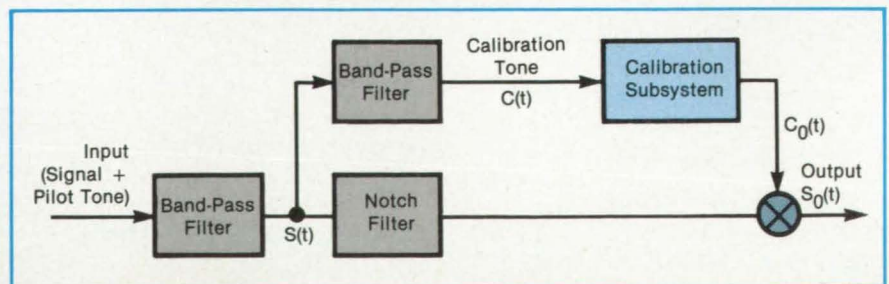 Input
(Signal +
Pilot Tone)
Band-Pass
Filter
S(t)
Band-Pass
Filter
Notch
Filter
Calibration
Tone
C(t)
Calibration
Subsystem
C₀(t)
Output
S₀(t)